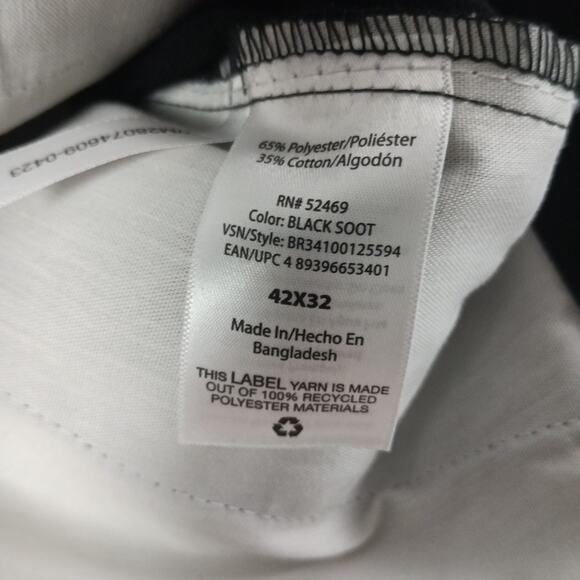 65% Polyester/Poliéster
35% Cotton/Algodón
RN# 52469
Color: BLACK SOOT
VSN/Style: BR34100125594
EAN/UPC 4 89396653401
42X32
Made In/Hecho En
Bangladesh
THIS LABEL YARN IS MADE
OUT OF 100% RECYCLED
POLYESTER MATERIALS